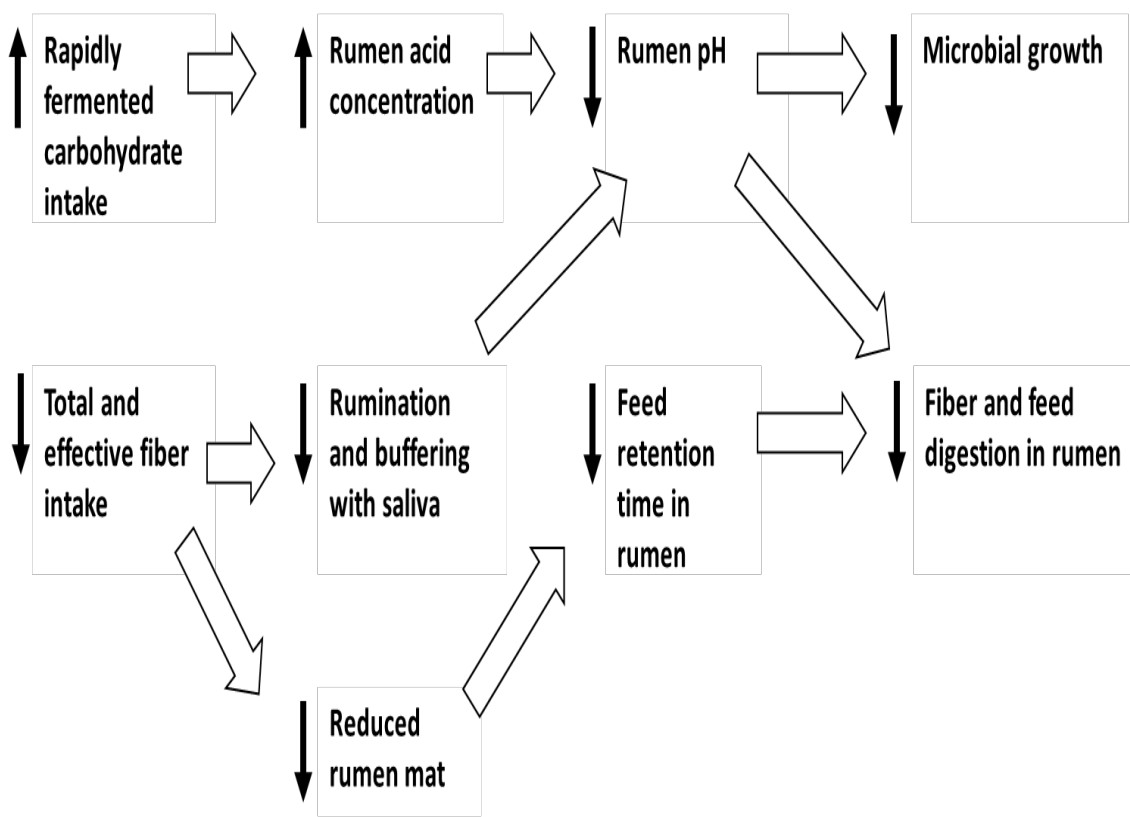 Rapidly
fermented
carbohydrate
intake
Rumen acid
concentration
Rumen pH
Microbial growth
Total and
effective fiber
intake
Rumination
and buffering
with saliva
Feed
retention
time in
rumen
Fiber and feed
digestion in rumen
Reduced
rumen mat